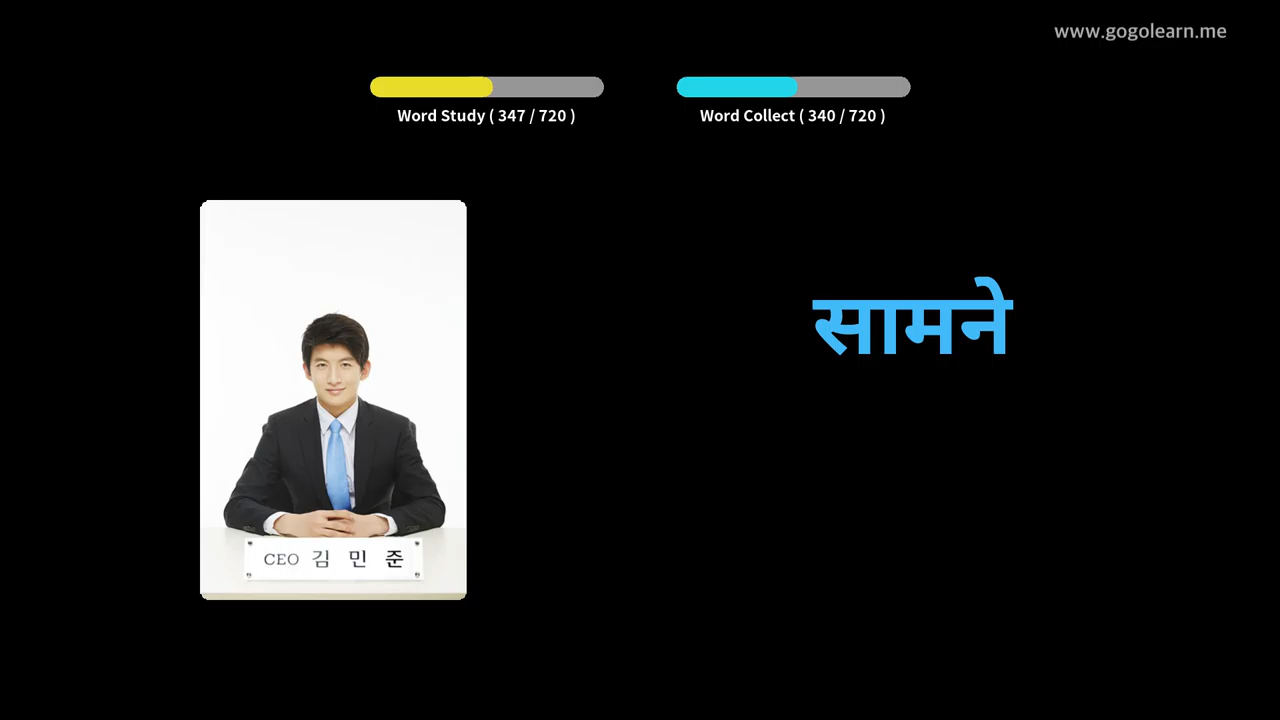 www.gogolearn.me
Word Study ( 347 / 720 )
Word Collect ( 340 / 720 )
सामने
CEO 김 민 준